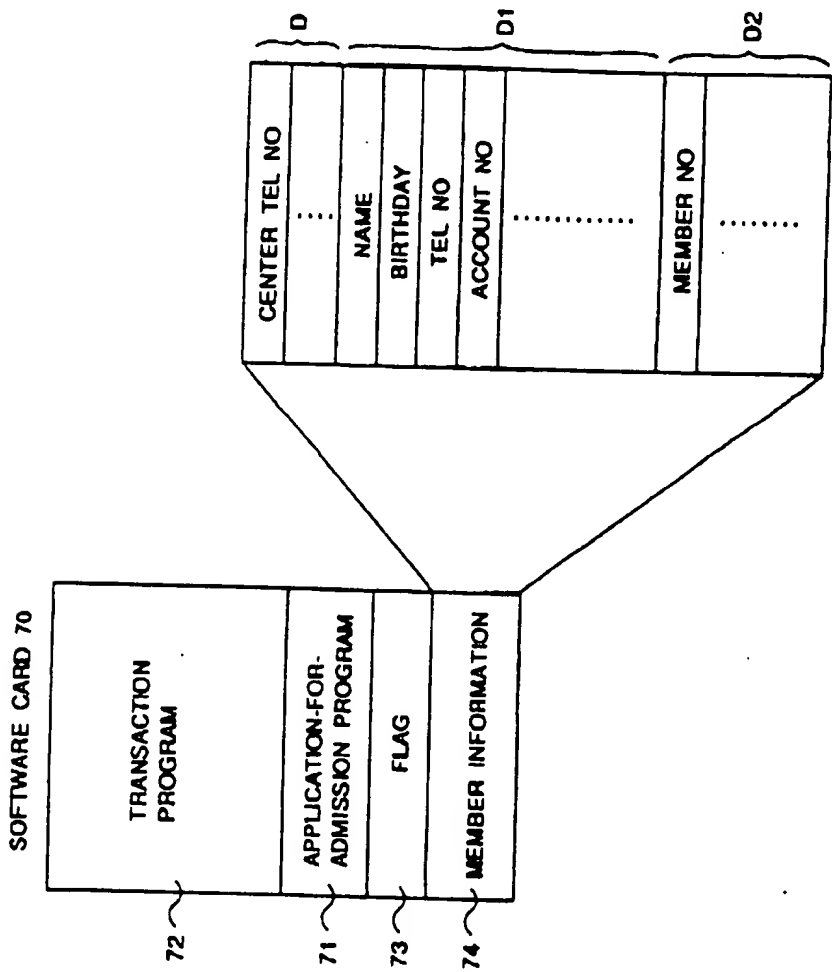 SOFTWARE CARD 70
TRANSACTION
PROGRAM
72
APPLICATION-FOR-
ADMISSION PROGRAM
71
FLAG
73
MEMBER INFORMATION
74
CENTER TEL NO
.....
D
NAME
BIRTHDAY
TEL NO
ACCOUNT NO
............
D1
MEMBER NO
........
D2